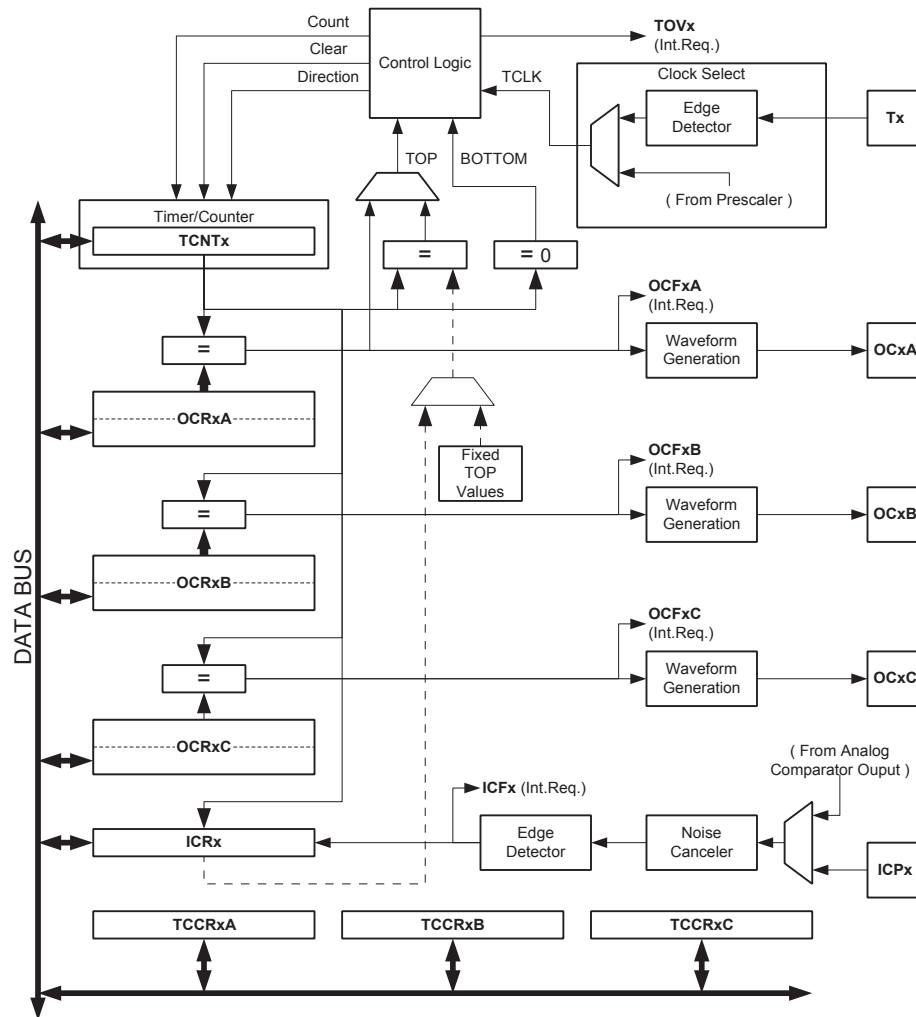 Count
Clear
Direction
Control Logic
TOVx
(Int.Req.)
TCLK
Clock Select
Edge
Detector
Tx
( From Prescaler )
TOP
BOTTOM
Timer/Counter
TCNTx
=
= 0
=
OCRxA
OCFxA
(Int.Req.)
Waveform
Generation
OCxA
Fixed
TOP
Values
=
OCRxB
OCFxB
(Int.Req.)
Waveform
Generation
OCxB
DATA BUS
=
OCRxC
OCFxC
(Int.Req.)
Waveform
Generation
OCxC
( From Analog
Comparator Ouput )
ICFx (Int.Req.)
ICRx
Edge
Detector
Noise
Canceler
ICPx
TCCRxA
TCCRxB
TCCRxC